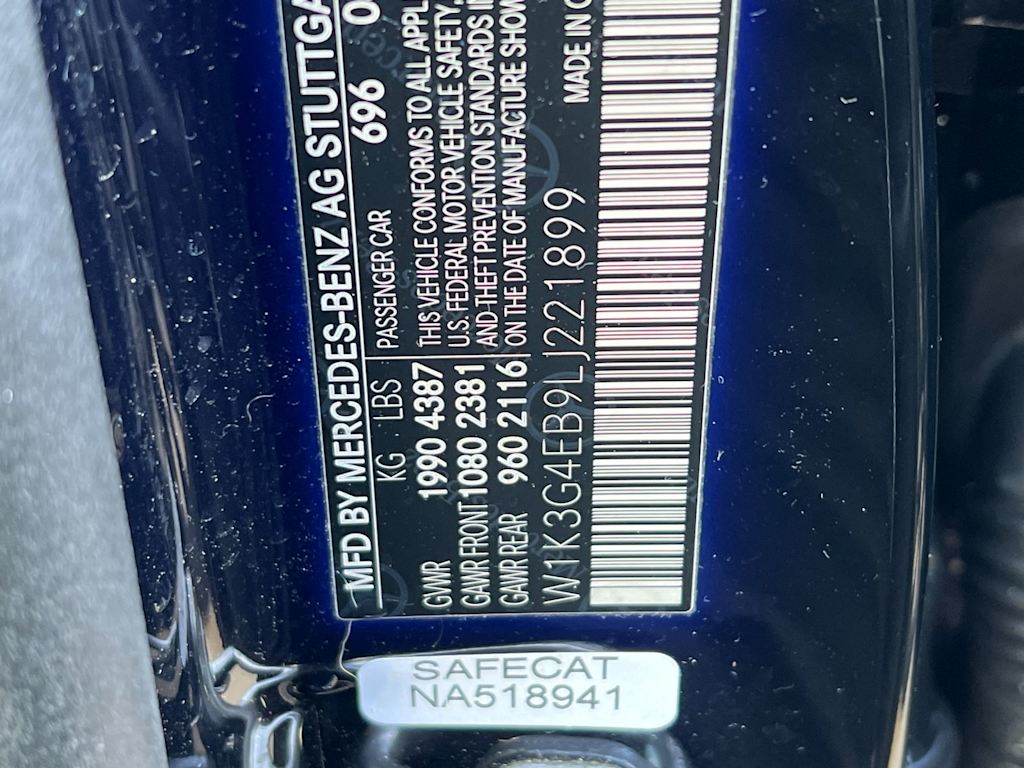 MFD BY MERCEDES-BENZ AG STUTTGA
696 0
KG LBS PASSENGER CAR
GWR 1990 4387 THIS VEHICLE CONFORMS TO ALL APPL
GAWR FRONT 1080 2381 U.S. FEDERAL MOTOR VEHICLE SAFETY,
GAWR REAR 960 2116 AND THEFT PREVENTION STANDARDS I
ON THE DATE OF MANUFACTURE SHOW
MADE IN
W1K3G4EB9LJ221899
SAFECAT
NA518941